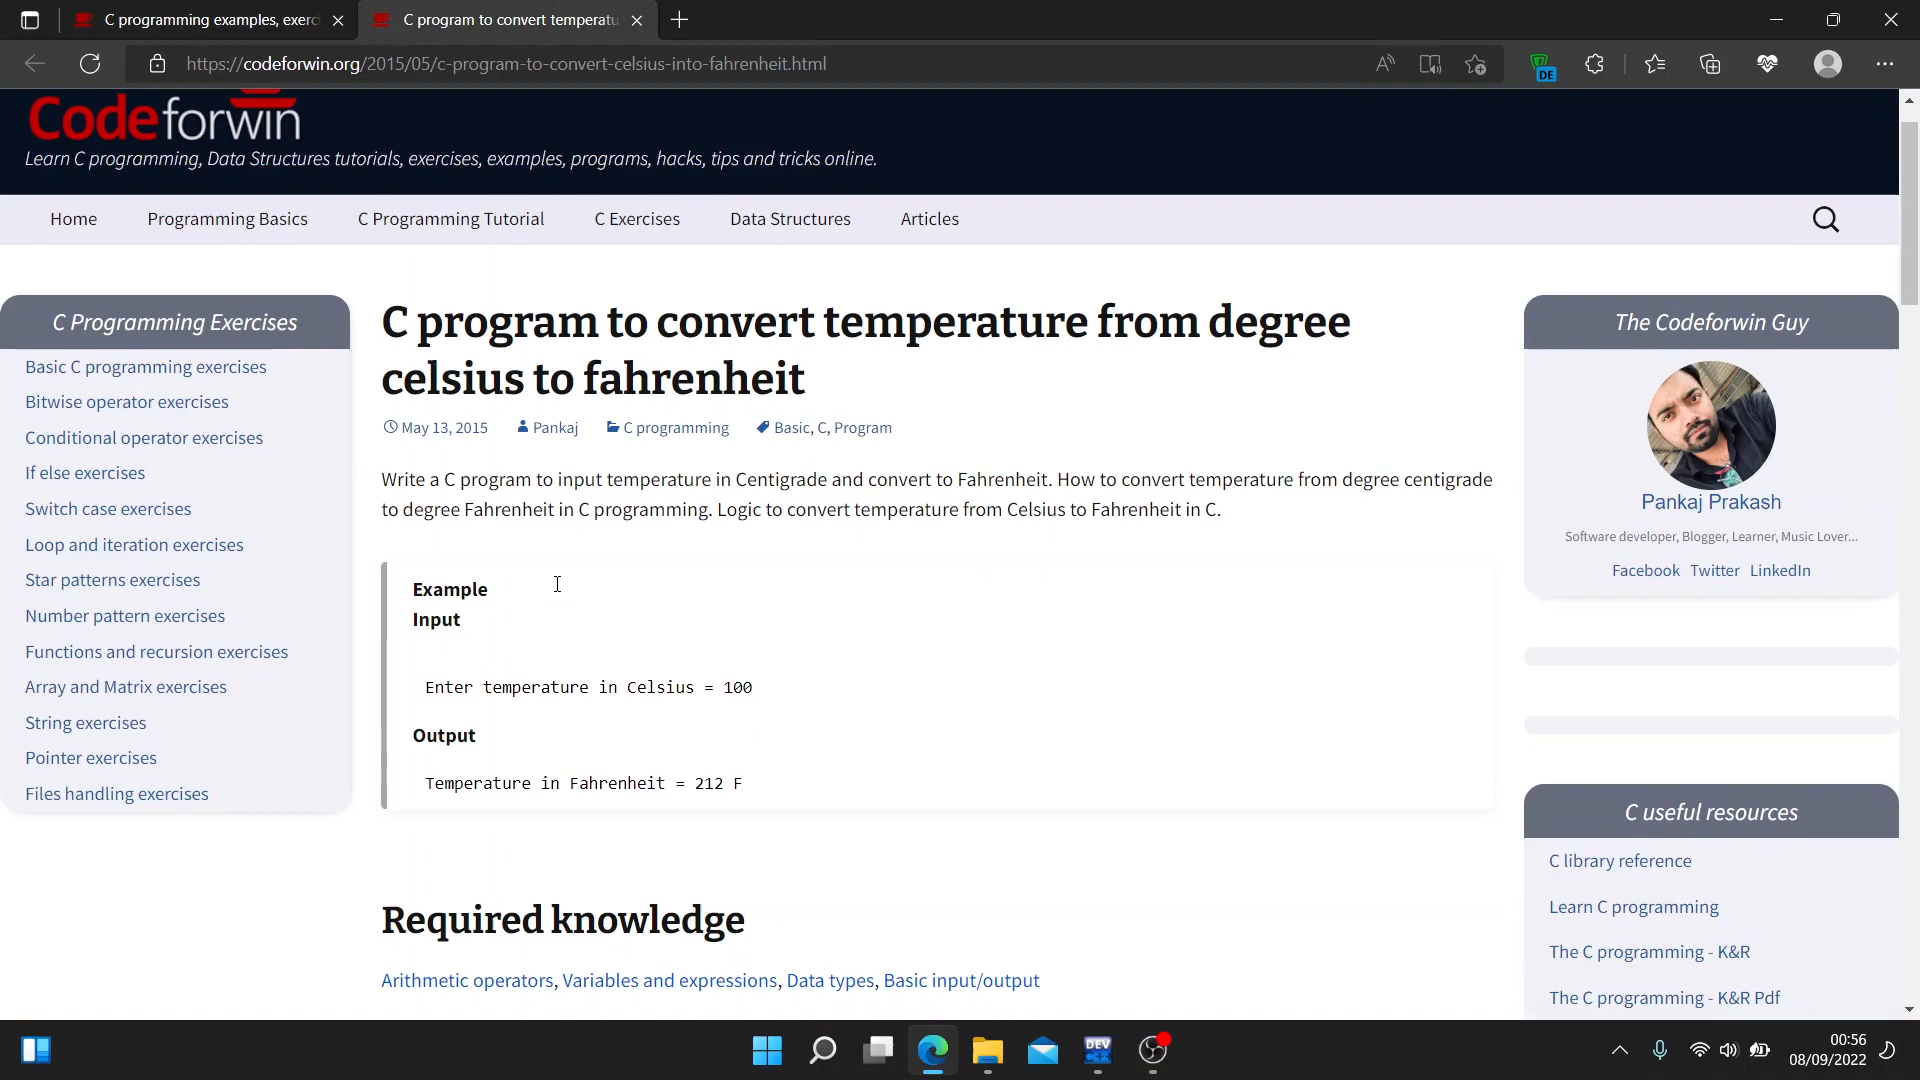 C programming examples, exerc
C program to convert temperatu
https://codeforwin.org/2015/05/c-program-to-convert-celsius-into-fahrenheit.html
DE
Codeforwin
Learn C programming, Data Structures tutorials, exercises, examples, programs, hacks, tips and tricks online.
Home
Programming Basics
C Programming Tutorial
C Exercises
Data Structures
Articles
C Programming Exercises
Basic C programming exercises
Bitwise operator exercises
Conditional operator exercises
If else exercises
Switch case exercises
Loop and iteration exercises
Star patterns exercises
Number pattern exercises
Functions and recursion exercises
Array and Matrix exercises
String exercises
Pointer exercises
Files handling exercises
C program to convert temperature from degree
celsius to fahrenheit
May 13, 2015 Pankaj C programming Basic, C, Program
Write a C program to input temperature in Centigrade and convert to Fahrenheit. How to convert temperature from degree centigrade
to degree Fahrenheit in C programming. Logic to convert temperature from Celsius to Fahrenheit in C.
Example
Input
Enter temperature in Celsius = 100
Output
Temperature in Fahrenheit = 212 F
Required knowledge
Arithmetic operators, Variables and expressions, Data types, Basic input/output
The Codeforwin Guy
Pankaj Prakash
Software developer, Blogger, Learner, Music Lover...
Facebook Twitter LinkedIn
C useful resources
C library reference
Learn C programming
The C programming - K&R
The C programming - K&R Pdf
DEV
C++
00:56
08/09/2022